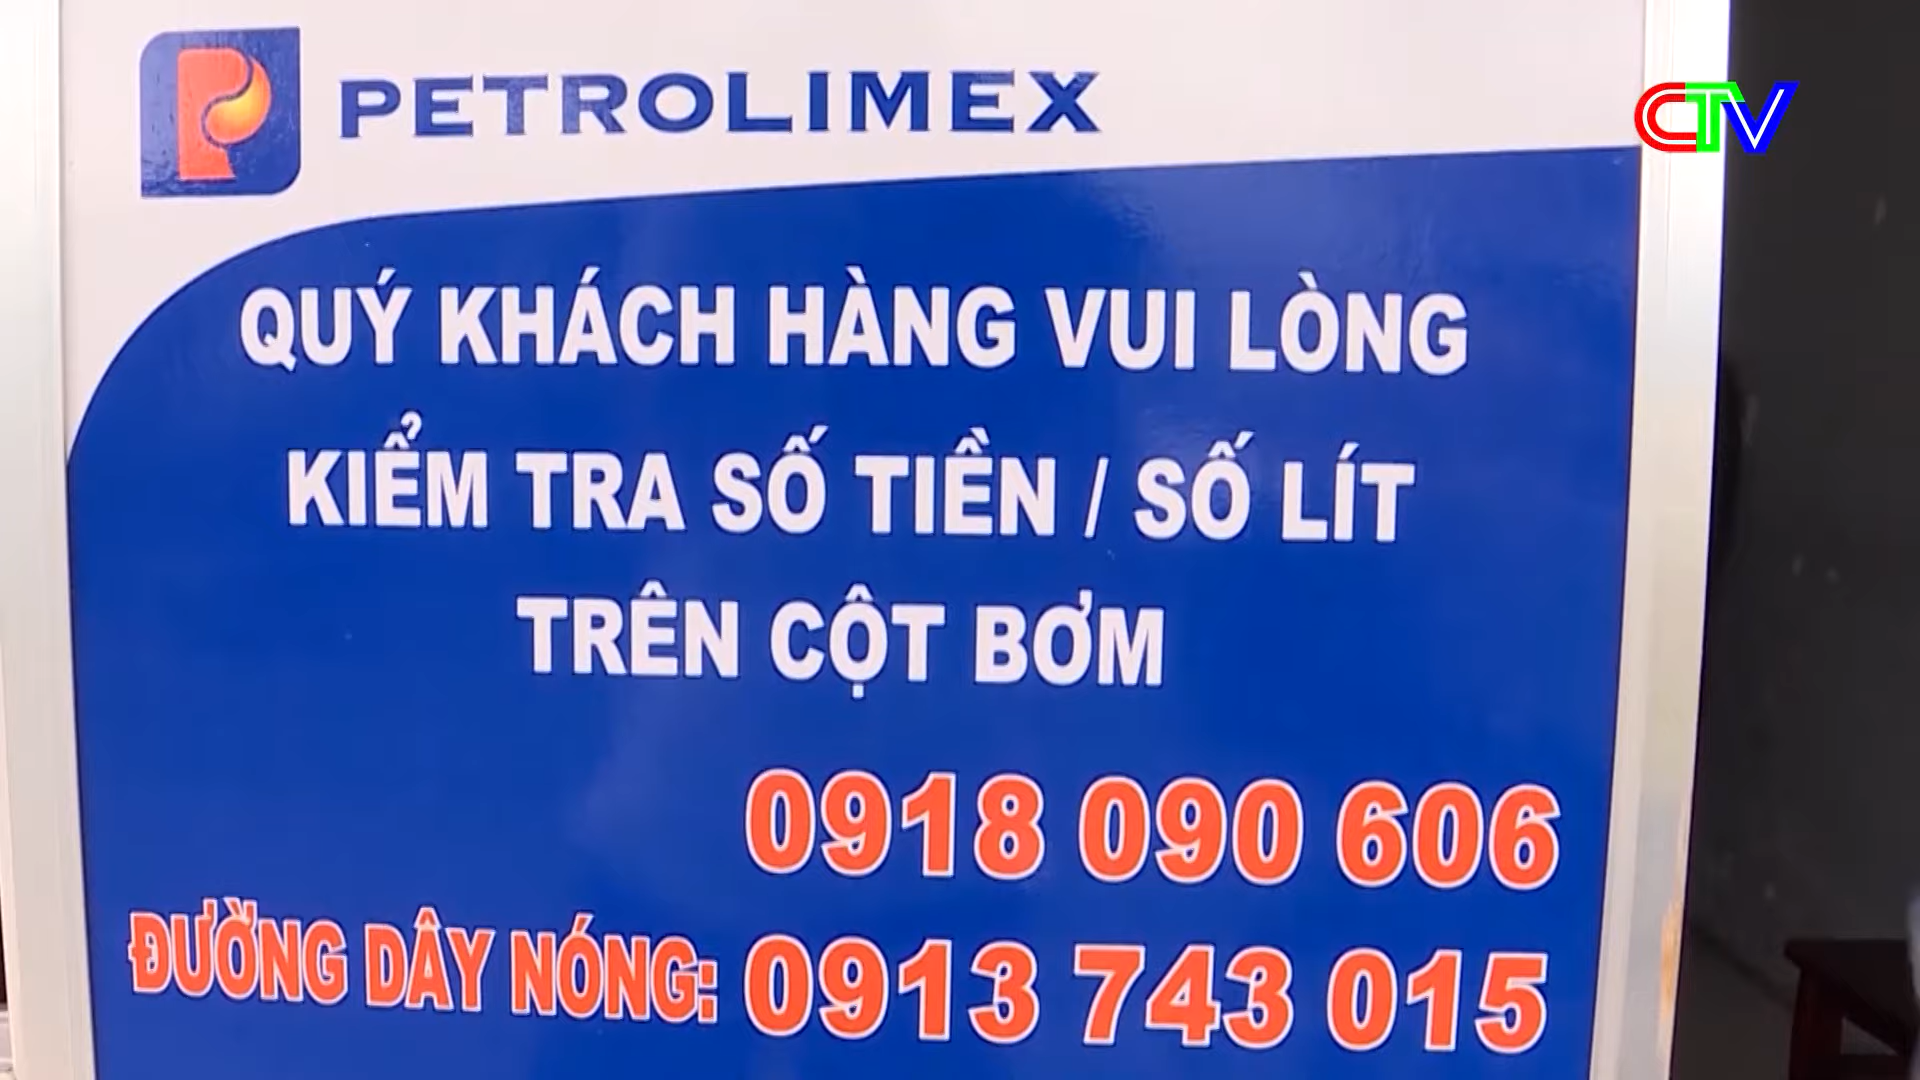 PETROLIMEX
CTV
QUÝ KHÁCH HÀNG VUI LÒNG
KIỂM TRA SỐ TIỀN / SỐ LÍT
TRÊN CỘT BƠM
0918 090 606
ĐƯỜNG DÂY NÓNG: 0913 743 015